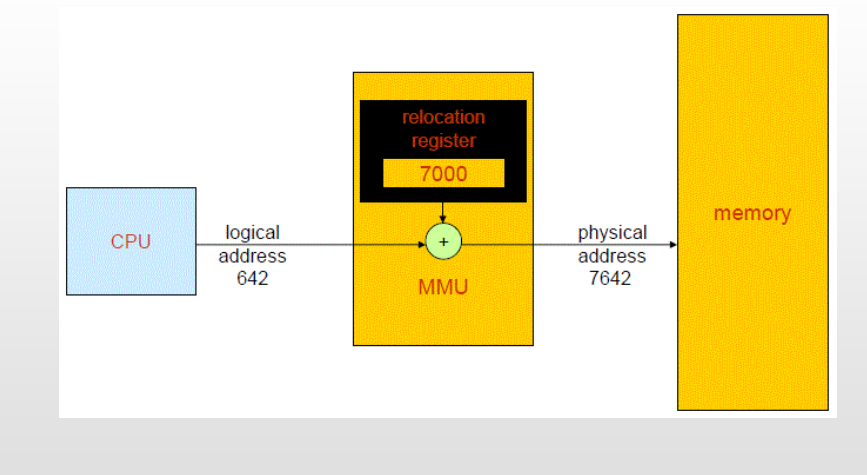 relocation
register
7000
CPU
logical
address
642
+
MMU
physical
address
7642
memory